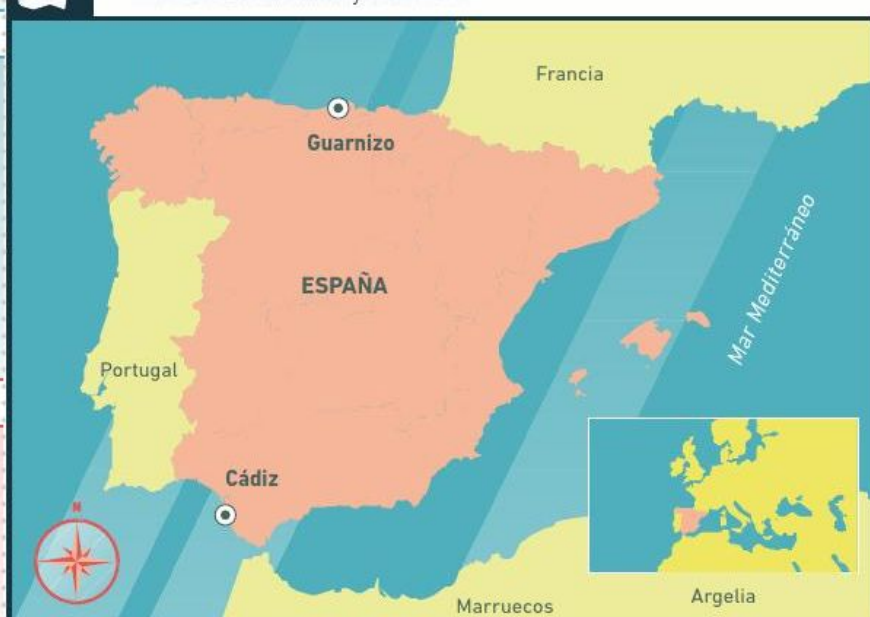 Francia
Guarnizo
ESPAÑA
Mar Mediterráneo
Portugal
Cádiz
N
Marruecos
Argelia